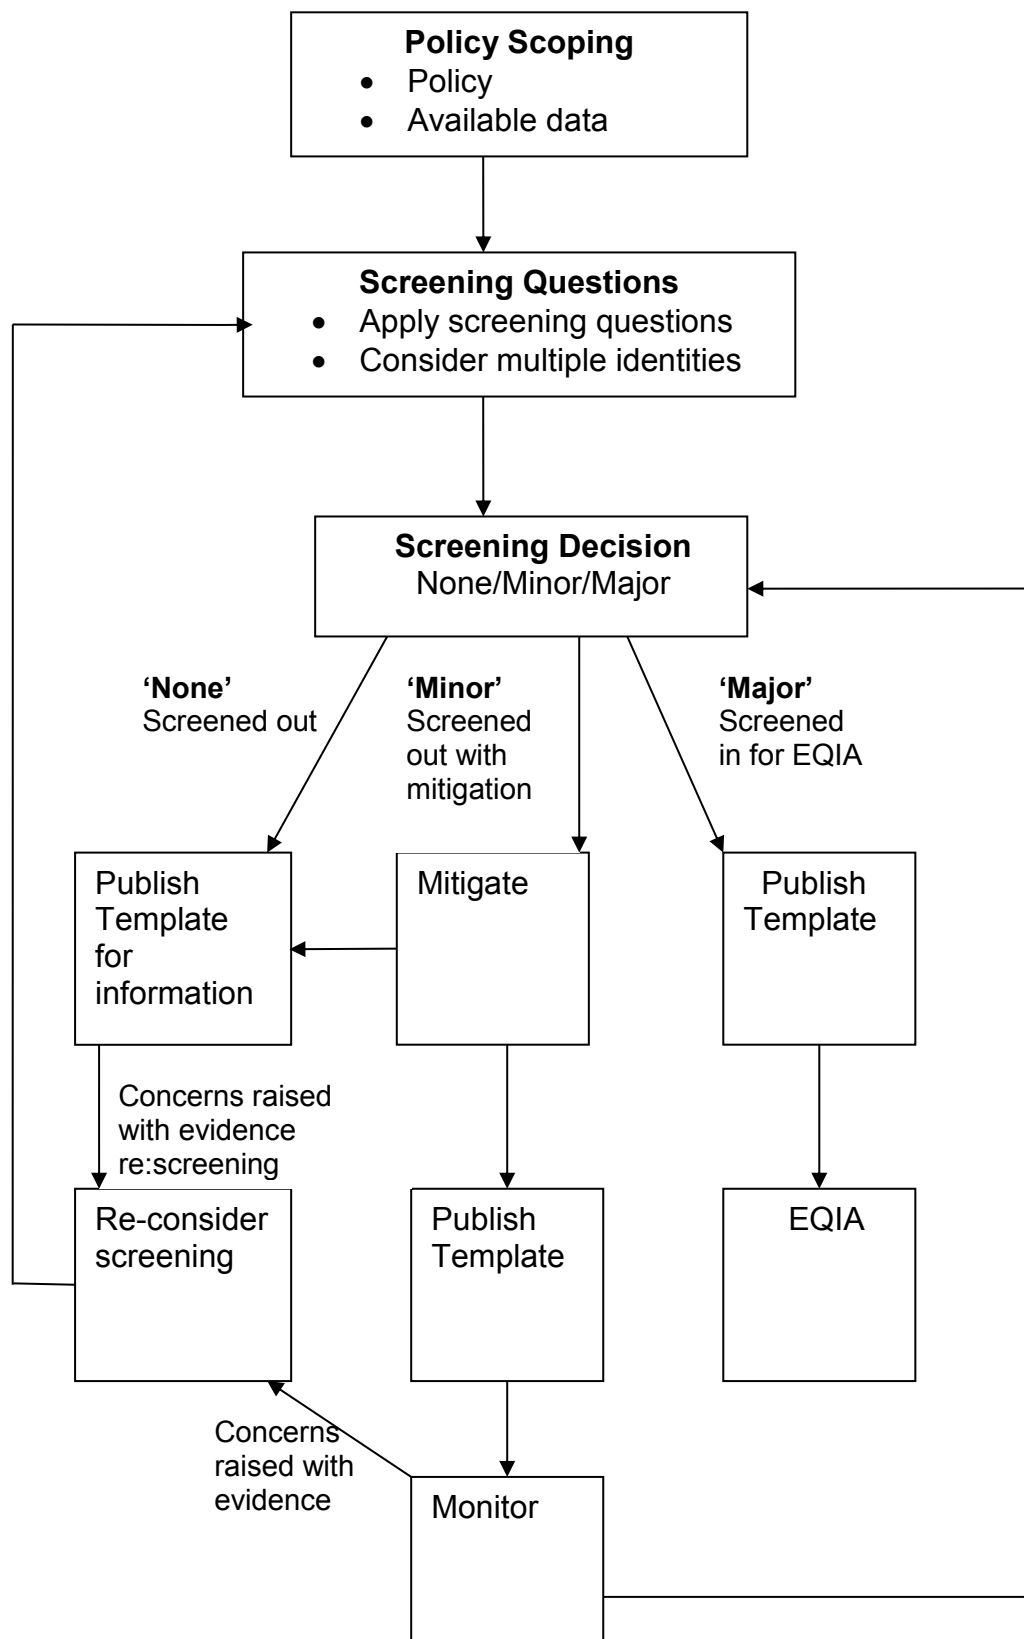 Policy Scoping
• Policy
• Available data
Screening Questions
• Apply screening questions
• Consider multiple identities
Screening Decision
None/Minor/Major
‘None’
Screened out
‘Minor’
Screened
out with
mitigation
‘Major’
Screened
in for EQIA
Publish
Template
for
information
Mitigate
Publish
Template
Concerns raised
with evidence
re:screening
Re-consider
screening
Publish
Template
EQIA
Concerns
raised with
evidence
Monitor